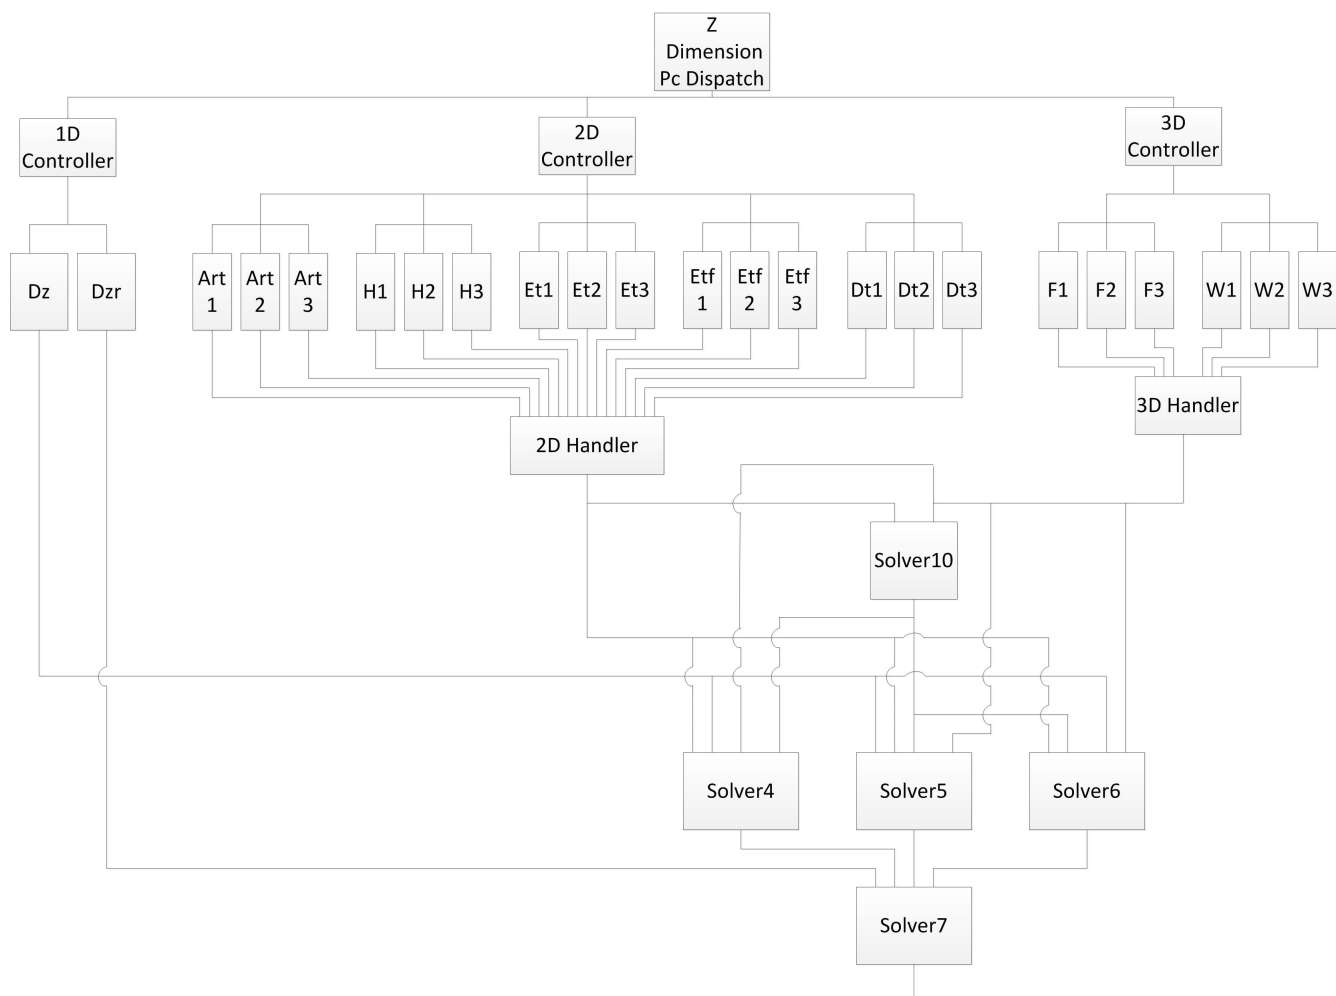 Z
Dimension
Pc Dispatch
1D
Controller
2D
Controller
3D
Controller
Dz
Dzr
Art
1
Art
2
Art
3
H1
H2
H3
Et1
Et2
Et3
Etf
1
Etf
2
Etf
3
Dt1
Dt2
Dt3
F1
F2
F3
W1
W2
W3
2D Handler
3D Handler
Solver10
Solver4
Solver5
Solver6
Solver7